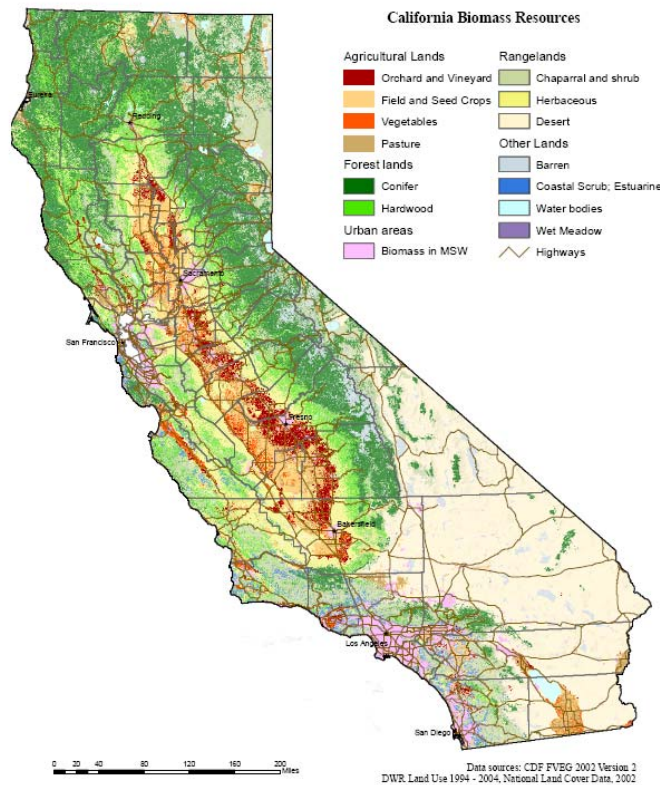 California Biomass Resources
Agricultural Lands
Orchard and Vineyard
Field and Seed Crops
Vegetables
Pasture
Forest lands
Conifer
Hardwood
Urban areas
Biomass in MSW
Rangelands
Chaparral and shrub
Herbaceous
Desert
Other Lands
Barren
Coastal Scrub; Estuarine
Water bodies
Wet Meadow
Highways
Eureka
Redding
Sacramento
San Francisco
Fresno
Bakersfield
Los Angeles
San Diego
0 20 40 60 80 100 120 140 160 180 200
Miles
Data sources: CDF FVEG 2002 Version 2
DWR Land Use 1994 - 2004, National Land Cover Data, 2002